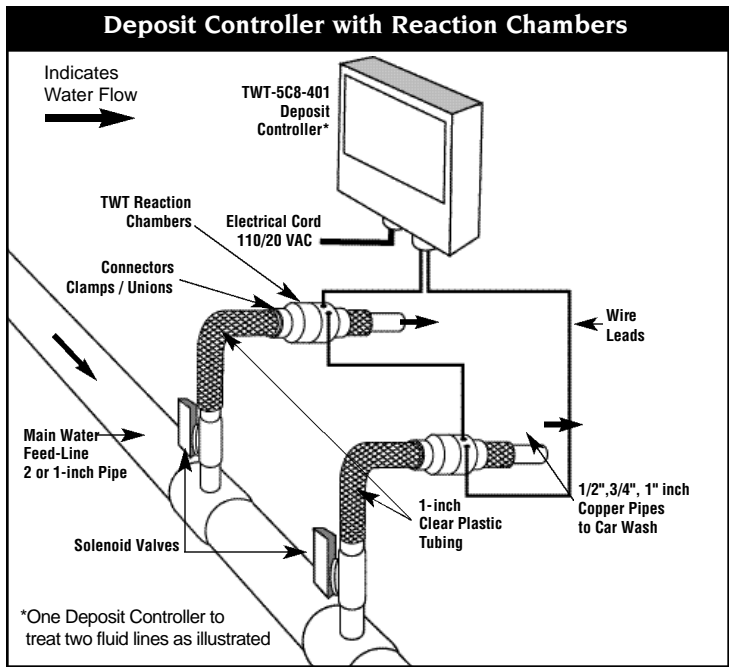 Deposit Controller with Reaction Chambers
Indicates
Water Flow
TWT-5C8-401
Deposit
Controller*
TWT Reaction
Chambers
Electrical Cord
110/20 VAC
Connectors
Clamps / Unions
Wire
Leads
Main Water
Feed-Line
2 or 1-inch Pipe
1/2",3/4", 1" inch
Copper Pipes
to Car Wash
1-inch
Clear Plastic
Tubing
Solenoid Valves
*One Deposit Controller to
treat two fluid lines as illustrated